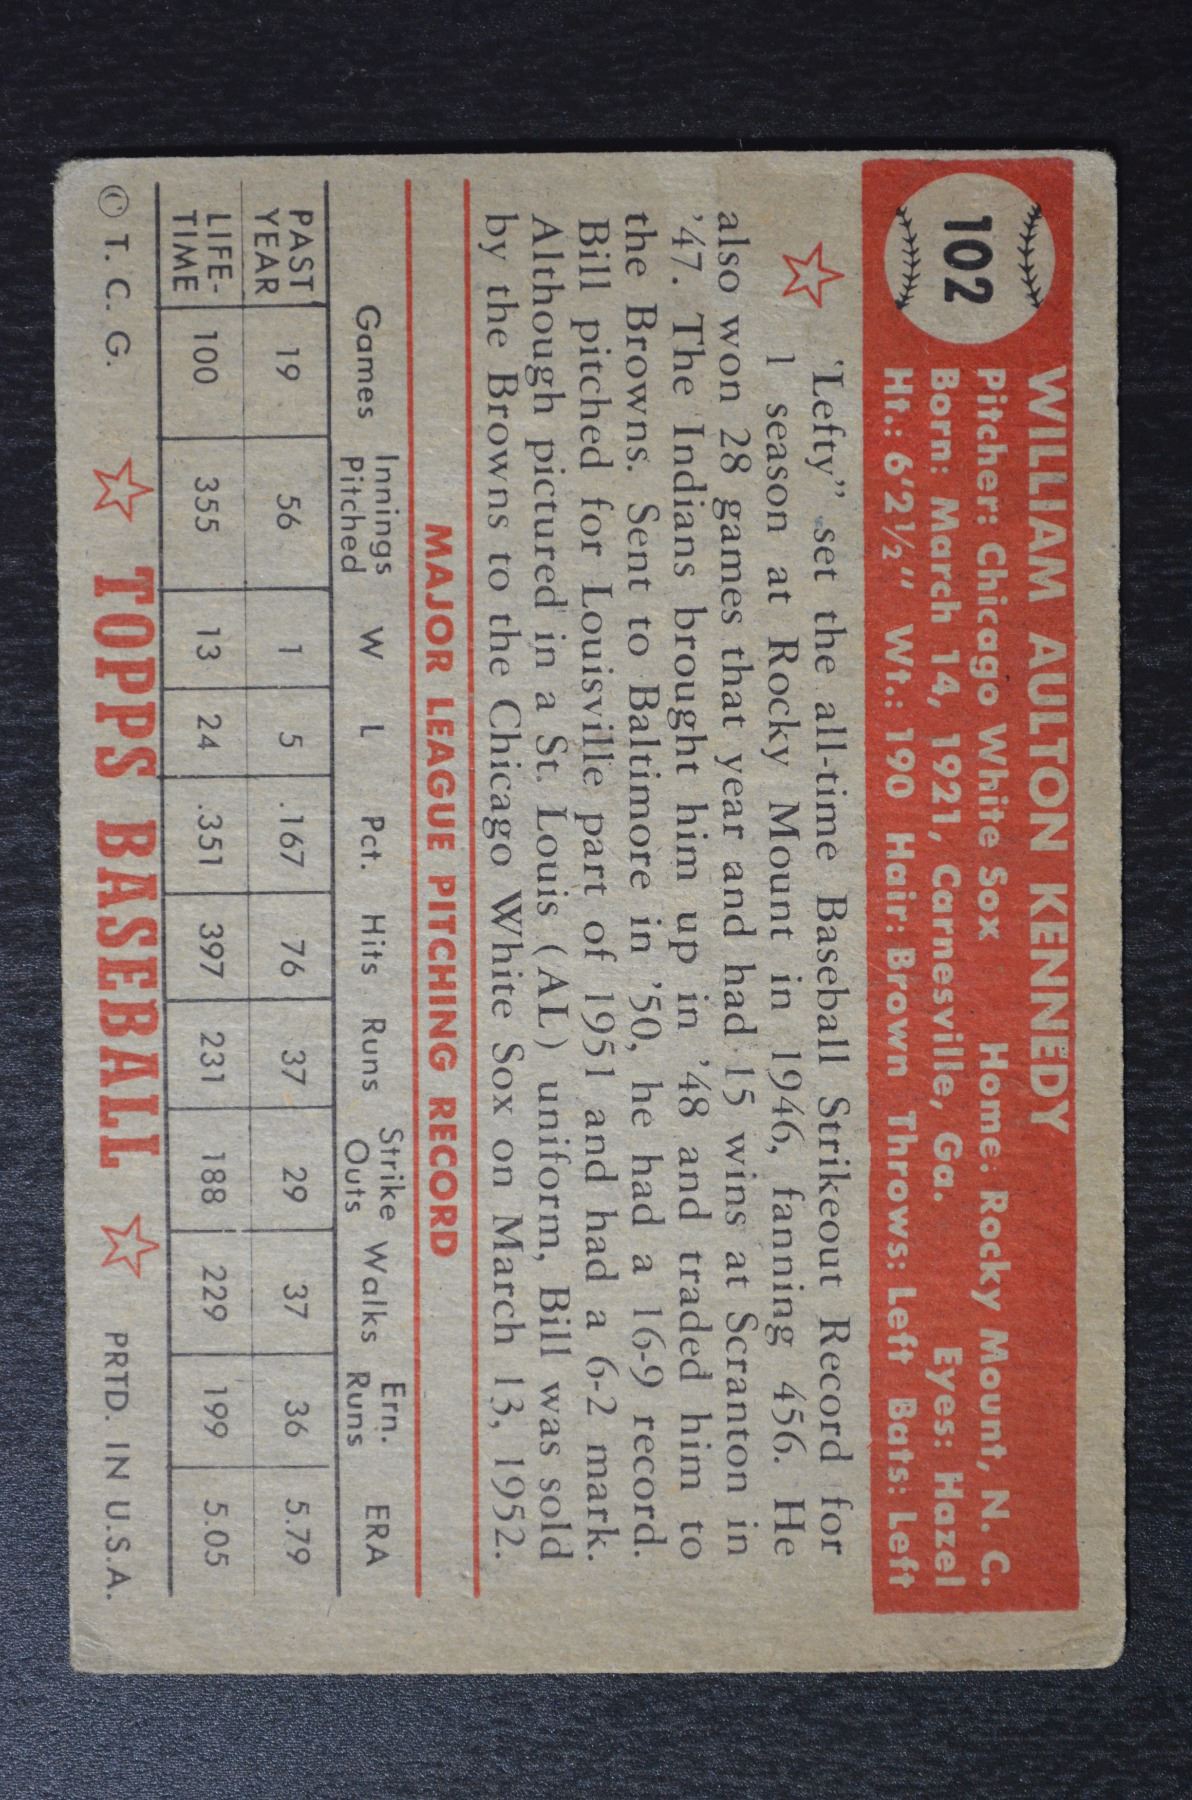 102
WILLIAM AULTON KENNEDY
Pitcher: Chicago White Sox Home: Rocky Mount, N. C.
Born: March 14, 1921, Carnesville, Ga. Eyes: Hazel
Ht.: 6'2½" Wt.: 190 Hair: Brown Throws: Left Bats: Left
'Lefty" set the all-time Baseball Strikeout Record for
1 season at Rocky Mount in 1946, fanning 456. He
also won 28 games that year and had 15 wins at Scranton in
'47. The Indians brought him up in '48 and traded him to
the Browns. Sent to Baltimore in '50, he had a 16-9 record.
Bill pitched for Louisville part of 1951 and had a 6-2 mark.
Although pictured in a St. Louis (AL) uniform, Bill was sold
by the Browns to the Chicago White Sox on March 13, 1952.
MAJOR LEAGUE PITCHING RECORD
Games Innings Pitched W L Pct. Hits Runs Strike Outs Walks Ern. Runs ERA
PAST YEAR 19 56 1 5 .167 76 37 29 37 36 5.79
LIFE-TIME 100 355 13 24 .351 397 231 188 229 199 5.05
© T. C. G. TOPPS BASEBALL PRTD. IN U.S.A.